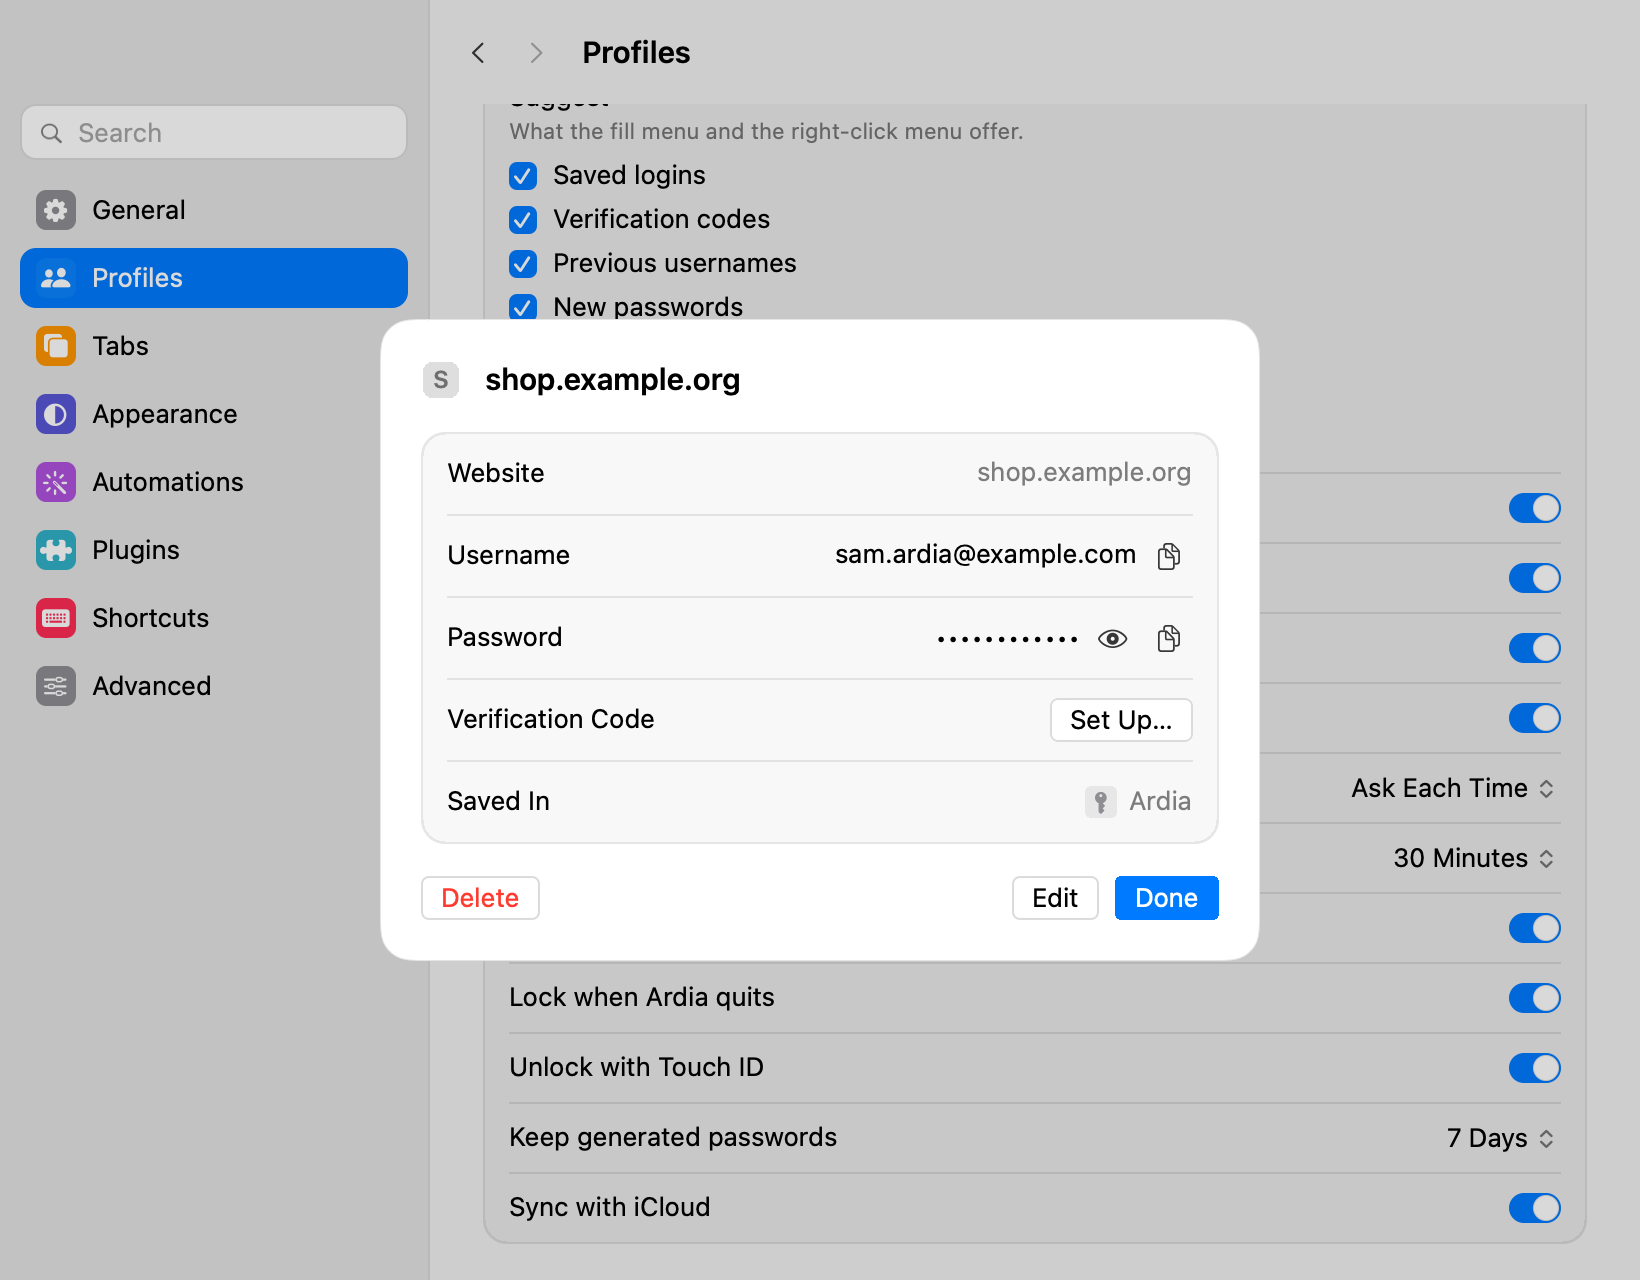 Profiles
Search
General
Profiles
Tabs
Appearance
Automations
Plugins
Shortcuts
Advanced
Suggest
What the fill menu and the right-click menu offer.
Saved logins
Verification codes
Previous usernames
New passwords
S shop.example.org
Website shop.example.org
Username sam.ardia@example.com
Password ••••••••••••
Verification Code Set Up...
Saved In Ardia
Delete Edit Done
Ask Each Time
30 Minutes
Lock when Ardia quits
Unlock with Touch ID
Keep generated passwords 7 Days
Sync with iCloud